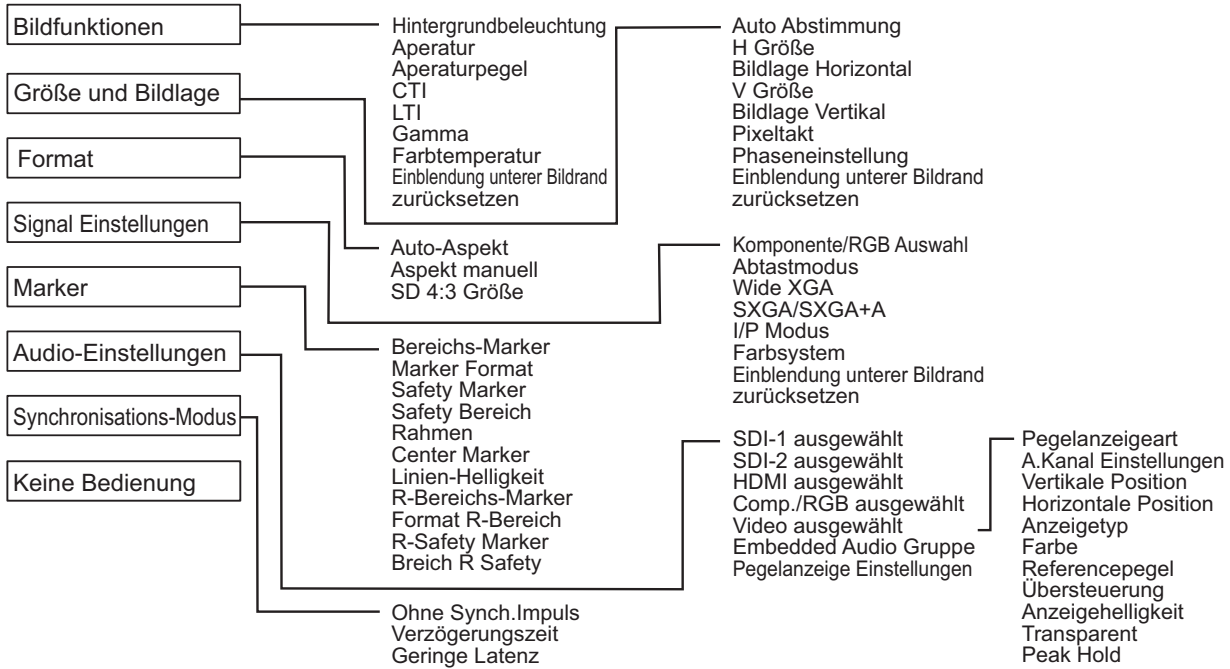 Bildfunktionen
Größe und Bildlage
Format
Signal Einstellungen
Marker
Audio-Einstellungen
Synchronisations-Modus
Keine Bedienung
Hintergrundbeleuchtung
Aperatur
Aperaturpegel
CTI
LTI
Gamma
Farbtemperatur
Einblendung unterer Bildrand
zurücksetzen
Auto-Aspekt
Aspekt manuell
SD 4:3 Größe
Bereichs-Marker
Marker Format
Safety Marker
Safety Bereich
Rahmen
Center Marker
Linien-Helligkeit
R-Bereichs-Marker
Format R-Bereich
R-Safety Marker
Breich R Safety
Ohne Synch.Impuls
Verzögerungszeit
Geringe Latenz
Auto Abstimmung
H Größe
Bildlage Horizontal
V Größe
Bildlage Vertikal
Pixeltakt
Phaseneinstellung
Einblendung unterer Bildrand
zurücksetzen
Komponente/RGB Auswahl
Abtastmodus
Wide XGA
SXGA/SXGA+A
I/P Modus
Farbsystem
Einblendung unterer Bildrand
zurücksetzen
SDI-1 ausgewählt
SDI-2 ausgewählt
HDMI ausgewählt
Comp./RGB ausgewählt
Video ausgewählt
Embedded Audio Gruppe
Pegelanzeige Einstellungen
Pegelanzeigeart
A.Kanal Einstellungen
Vertikale Position
Horizontale Position
Anzeigetyp
Farbe
Referencepegel
Übersteuerung
Anzeigehelligkeit
Transparent
Peak Hold